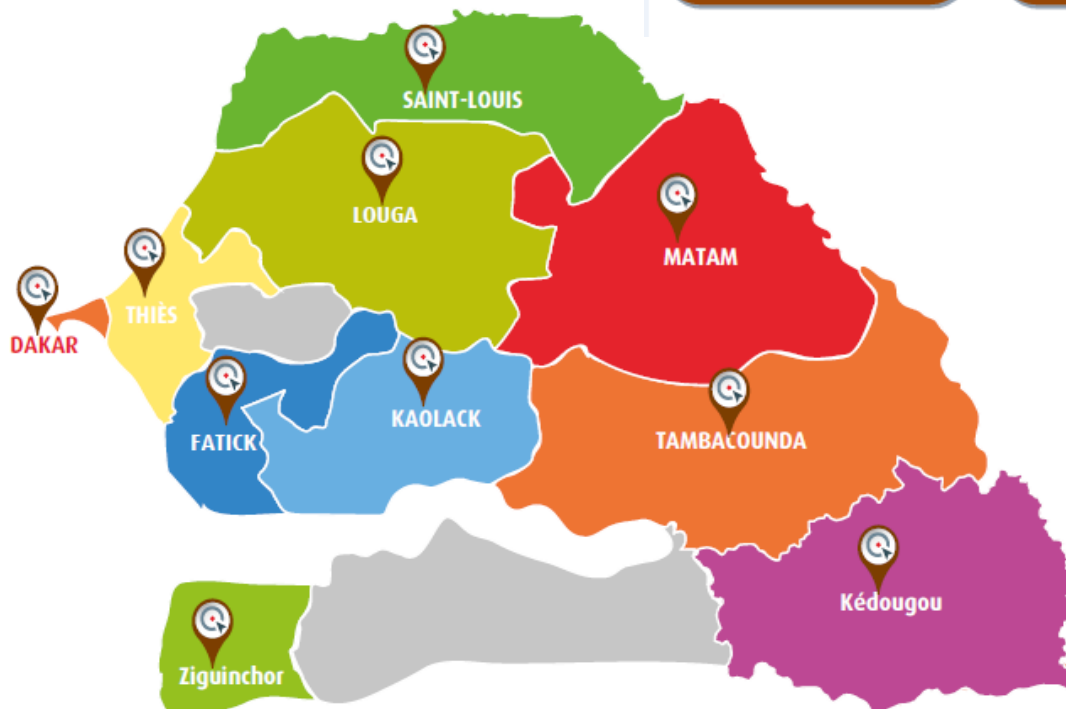 SAINT-LOUIS
LOUGA
MATAM
THIÈS
DAKAR
KAOLACK
FATICK
TAMBACOUNDA
Kédougou
Ziguinchor